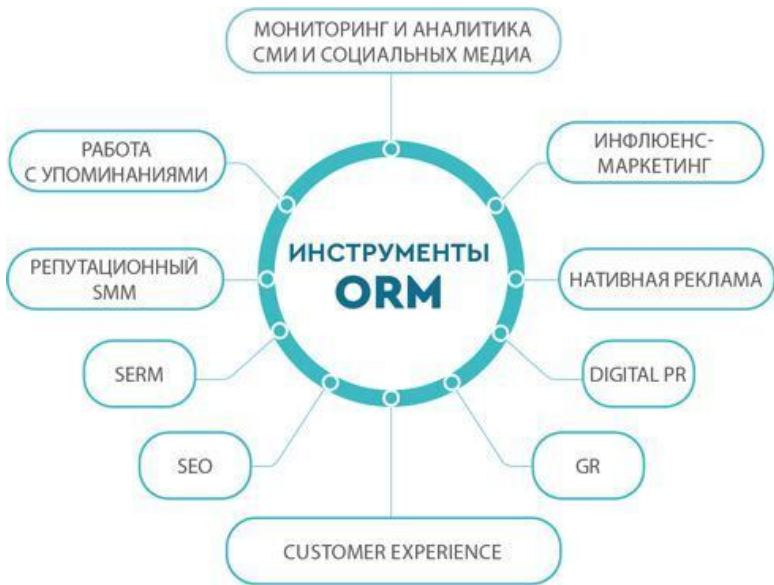 МОНИТОРИНГ И АНАЛИТИКА
СМИ И СОЦИАЛЬНЫХ МЕДИА
РАБОТА
С УПОМИНАНИЯМИ
ИНФЛЮЕНС-
МАРКЕТИНГ
ИНСТРУМЕНТЫ
ORM
РЕПУТАЦИОННЫЙ
SMM
НАТИВНАЯ РЕКЛАМА
SERM
DIGITAL PR
SEO
GR
CUSTOMER EXPERIENCE